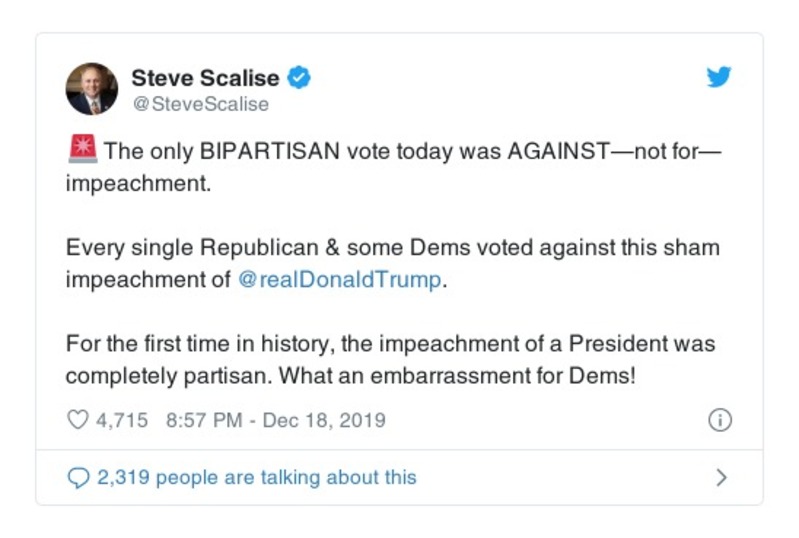 Steve Scalise
@SteveScalise
🚨 The only BIPARTISAN vote today was AGAINST—not for—
impeachment.
Every single Republican & some Dems voted against this sham
impeachment of @realDonaldTrump.
For the first time in history, the impeachment of a President was
completely partisan. What an embarrassment for Dems!
4,715 8:57 PM - Dec 18, 2019
2,319 people are talking about this